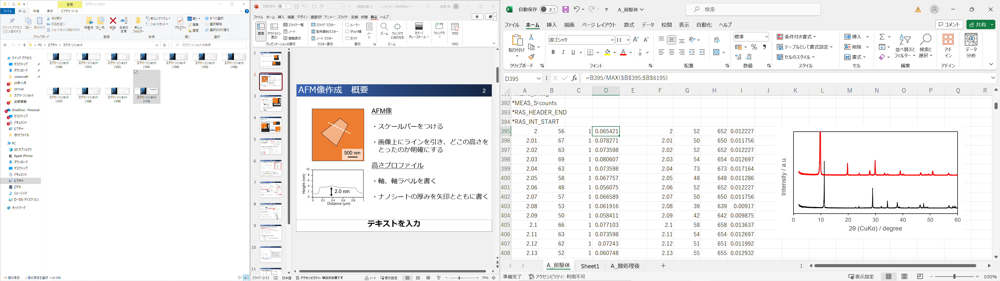 管理
スクリーンショット
ファイル ホーム 共有 表示 ピクチャ ツール
クイック アクセスにピン留めする
コピー
貼り付け
切り取り
パスのコピー
ショートカットの貼り付け
クリップボード
移動先 コピー先 削除 名前の変更
整理
新しいフォルダー
新しいアイテム
ショートカット
新規
プロパティ
開く
編集
履歴
開く
すべて選択
選択解除
選択の切り替え
選択
PC ピクチャ スクリーンショット
スクリーンショットの検索
クイック アクセス
デスクトップ
ダウンロード
.minecraft
23年11月
231124
スクリーンショット
後期実験
OneDrive - Personal
デスクトップ
ドキュメント
ピクチャ
添付ファイル
PC
3D オブジェクト
Apple iPhone
ダウンロード
デスクトップ
ドキュメント
ピクチャ
ビデオ
ミュージック
ローカル ディスク (C:)
ネットワーク
スクリーンショット (100)
スクリーンショット (101)
スクリーンショット (102)
スクリーンショット (103)
スクリーンショット (104)
スクリーンショット (105)
スクリーンショット (106)
スクリーンショット (107)
スクリーンショット (108)
スクリーンショット (109)
スクリーンショット (110)
11 個の項目 1 個の項目を選択 1.05 MB
自動保存 オフ
課題を解く上… • この PC に保存済み
ファイル ホーム 挿入 描画 デザイン 画面切 アニメー スライド 記録 校閲 表示 ヘルプ
標準
アウトライン表示
スライド一覧
ノート
閲覧表示
プレゼンテーションの表示
スライド マスター
配布資料マスター
ノート マスター
マスター表示
ルーラー
グリッド線
ガイド
表示
ノート
ズーム
ウィンドウに合わせる
ズーム
カラー/グレースケール
ウィンドウ
マクロ
マクロ
1
2
3
4
5
6
7
8
9
10
11
AFM像作成 概要 2
AFM像
・スケールバーをつける
・画像上にラインを引き、どこの高さを
とったのか明確にする
500 nm
高さプロファイル
・軸、軸ラベルを書く
・ナノシートの厚みを矢印とともに書く
Height (nm)
10
8
6
4
2
0
2.0 nm
0 0.2 0.4 0.6 0.8 1
Distance (μm)
テキストを入力
スライド 2/13 日本語 アクセシビリティ: 検討が必要です ノート 表示設定 79%
自動保存 オフ
A_前駆体
検索
ファイル ホーム 挿入 描画 ページ レイアウト 数式 データ 校閲 表示 自動化 ヘルプ
コメント 共有
貼り付け
クリップボード
游ゴシック 11
B I U
フォント
配置
標準
数値
条件付き書式
テーブルとして書式設定
セルのスタイル
スタイル
挿入
削除
書式
セル
並べ替えとフィルター
検索と選択
編集
アドイン
アドイン
データ分析
D395 fx =B395/MAX($B$395:$B$6195)
A B C D E F G H I J K L M N O P Q R
392 *MEAS_S counts
393 *RAS_HEADER_END
394 *RAS_INT_START
395 2 56 1 0.065421 2 52 652 0.012227
396 2.01 67 1 0.078271 2.01 50 650 0.011756
397 2.02 63 1 0.073598 2.02 52 652 0.012227
398 2.03 69 1 0.080607 2.03 54 654 0.012697
399 2.04 63 1 0.073598 2.04 73 673 0.017164
400 2.05 58 1 0.067757 2.05 48 648 0.011286
401 2.06 48 1 0.056075 2.06 52 652 0.012227
402 2.07 57 1 0.066589 2.07 50 650 0.011756
403 2.08 53 1 0.061916 2.08 39 639 0.00917
404 2.09 50 1 0.058411 2.09 42 642 0.009875
405 2.1 66 1 0.077103 2.1 58 658 0.013637
406 2.11 63 1 0.073598 2.11 54 654 0.012697
407 2.12 62 1 0.07243 2.12 51 651 0.011992
408 2.13 52 1 0.060748 2.13 55 655 0.012932
Intensity / a.u.
0 10 20 30 40 50 60
2θ (CuKα) / degree
A_前駆体 Sheet1 A_酸処理後
準備完了 アクセシビリティ: 利用不可 表示設定 100%